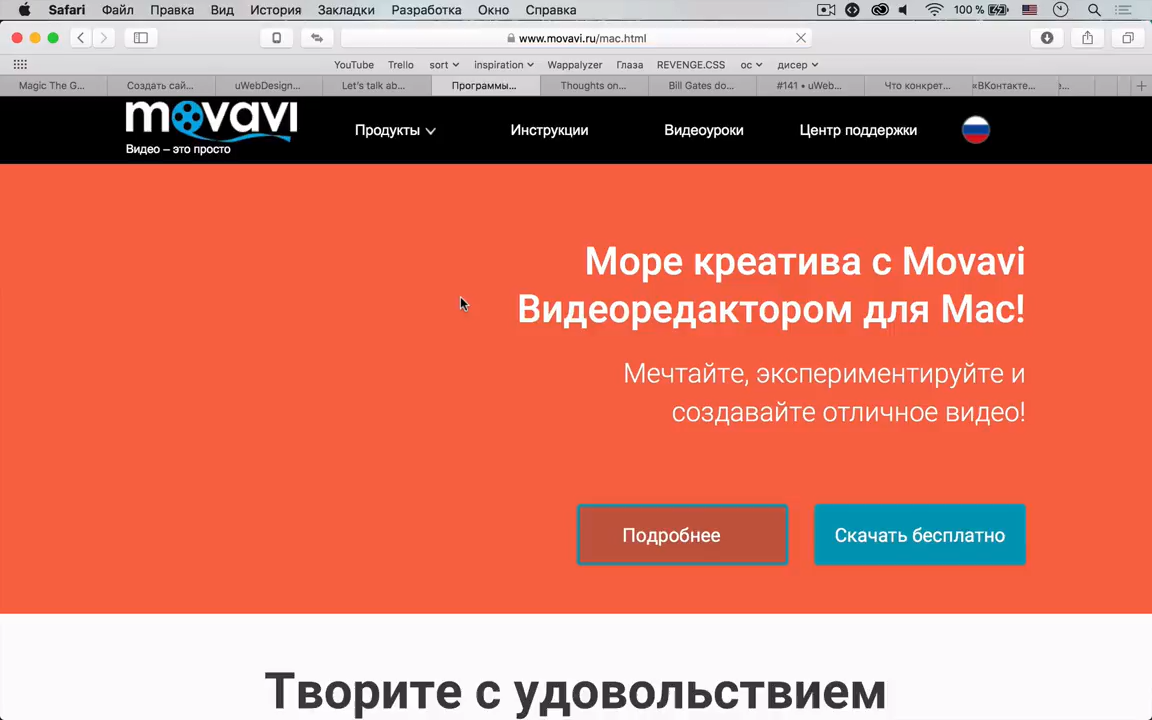 Safari Файл Правка Вид История Закладки Разработка Окно Справка 100 %
www.movavi.ru/mac.html
YouTube Trello sort inspiration Wappalyzer Глаза REVENGE.CSS ос дисер
Magic The G... Создать сай... uWebDesign... Let's talk ab... Программы... Thoughts on... Bill Gates do... #141 • uWeb... Что конкрет... «ВКонтакте... е...
movavi
Видео – это просто
Продукты Инструкции Видеоуроки Центр поддержки
Море креатива с Movavi
Видеоредактором для Mac!
Мечтайте, экспериментируйте и
создавайте отличное видео!
Подробнее Скачать бесплатно
Творите с удовольствием